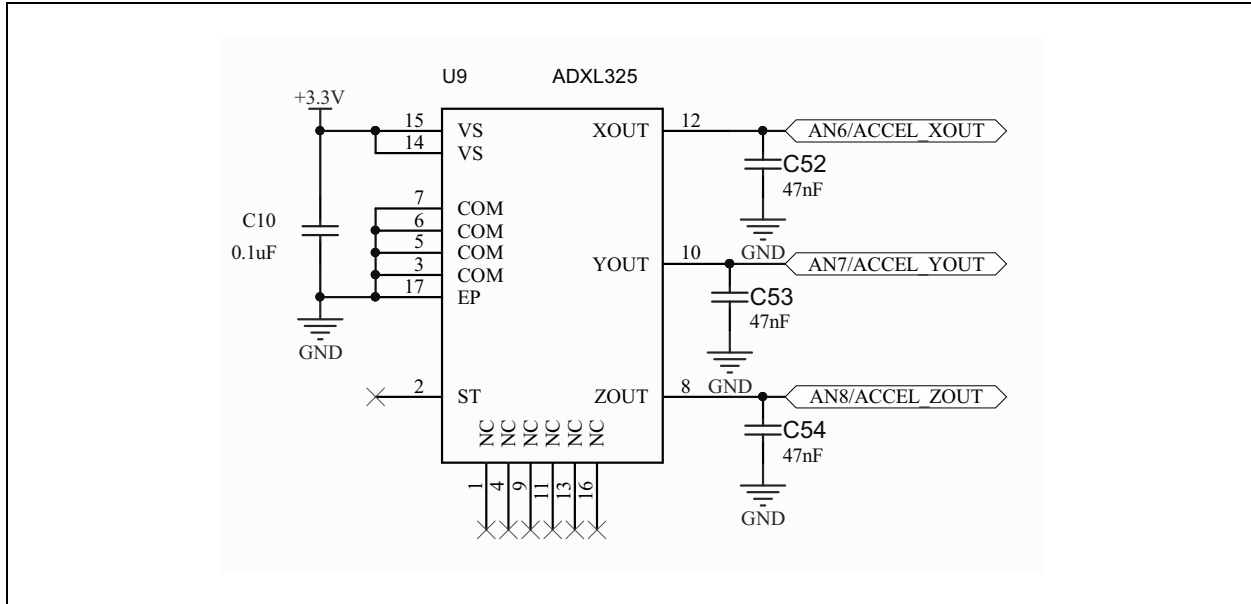 U9 ADXL325
+3.3V
15 VS XOUT 12 AN6/ACCEL_XOUT
14 VS
C52
47nF
7 COM
6 COM
C10
5 COM
0.1uF
GND
3 COM YOUT 10 AN7/ACCEL_YOUT
17 EP
C53
47nF
GND
2 ST ZOUT 8 GND AN8/ACCEL_ZOUT
NC NC NC NC NC NC
C54
47nF
1 4 9 11 13 16
GND